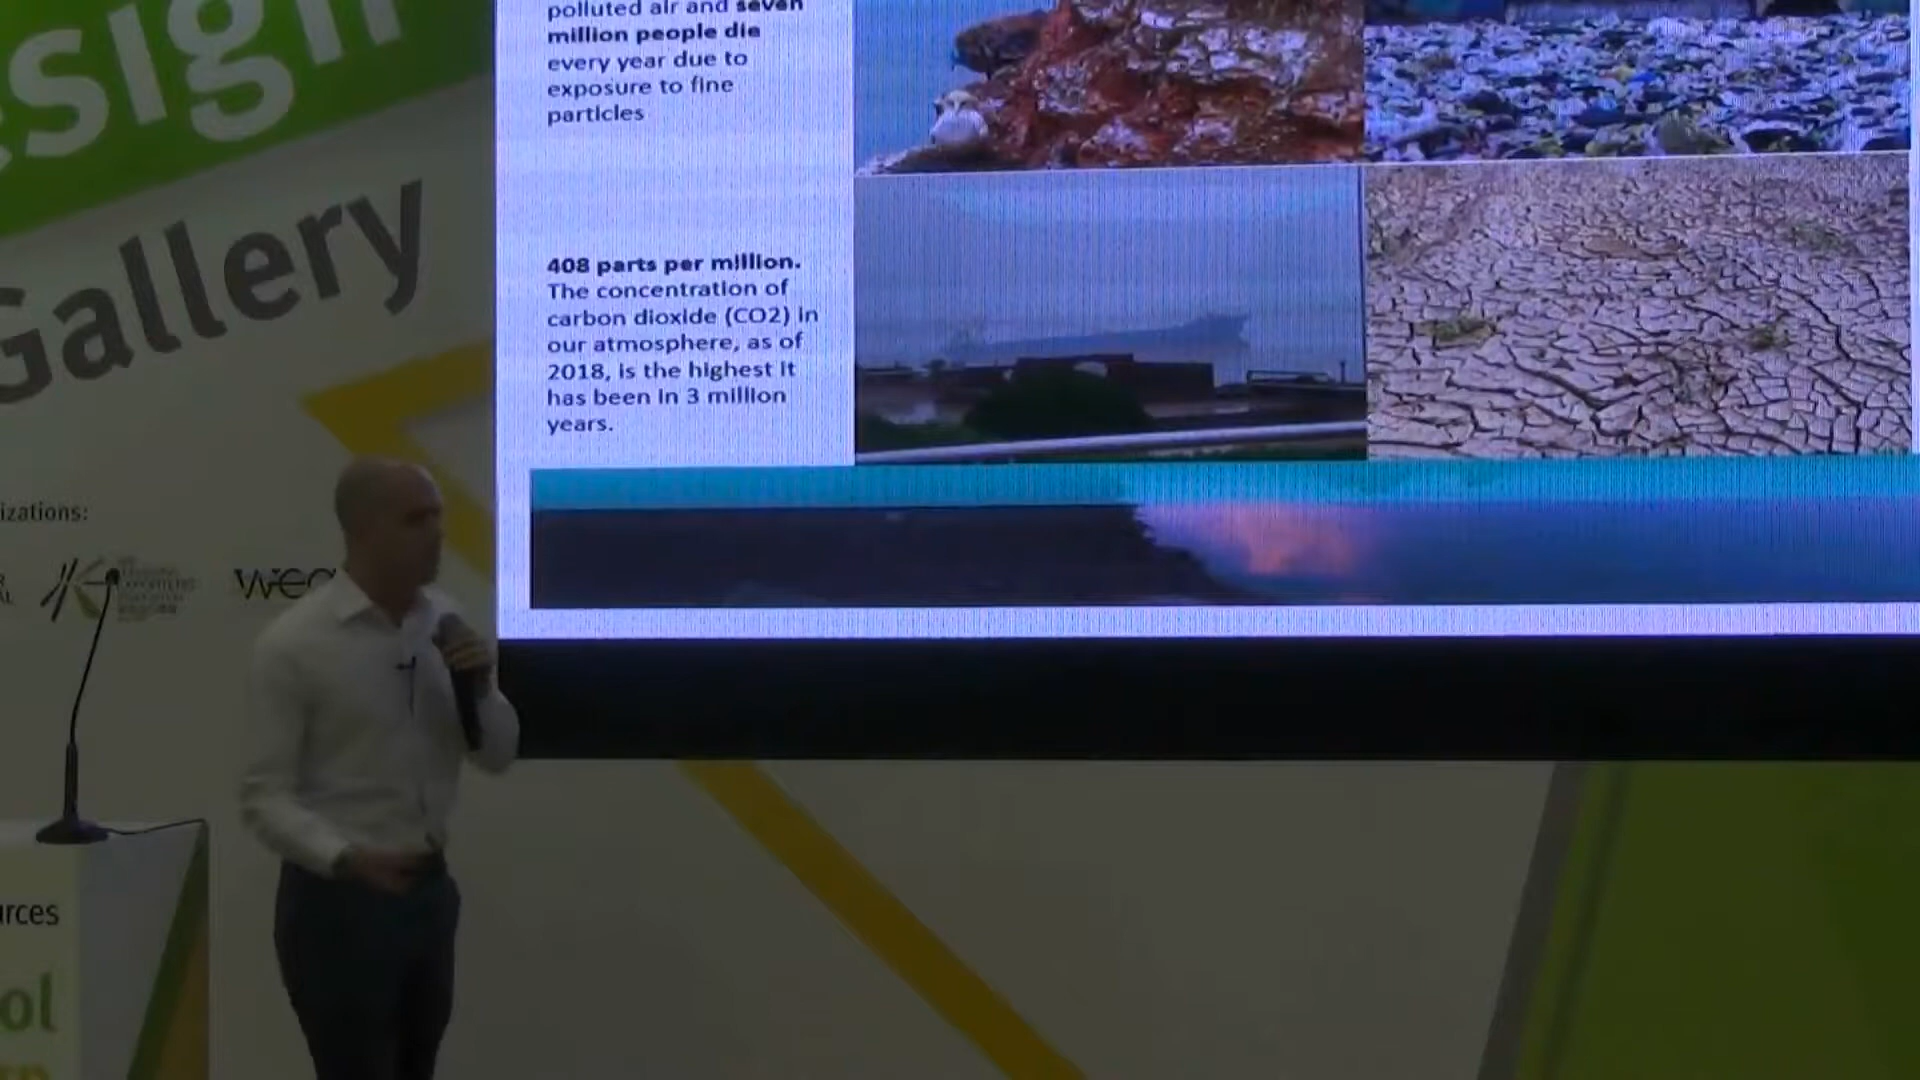 sign
Gallery
izations:
urces
ol
polluted air and seven
million people die
every year due to
exposure to fine
particles
408 parts per million.
The concentration of
carbon dioxide (CO2) in
our atmosphere, as of
2018, is the highest it
has been in 3 million
years.